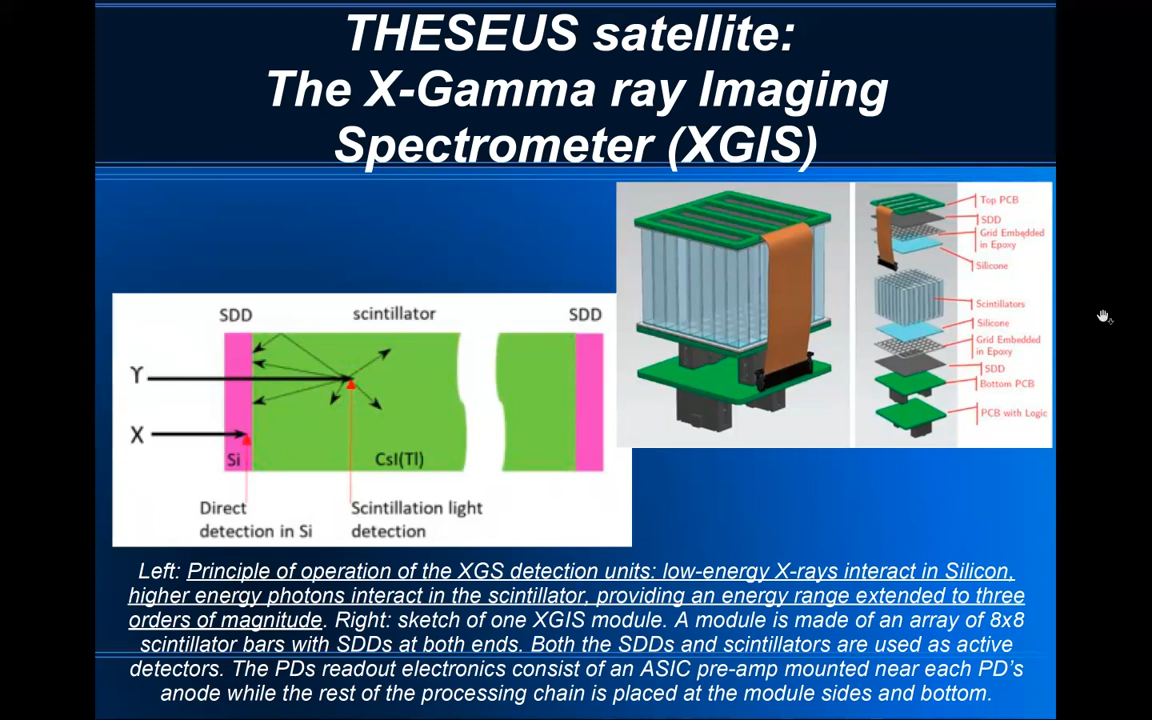 THESEUS satellite:
The X-Gamma ray Imaging
Spectrometer (XGIS)
SDD
scintillator
SDD
γ
X
Si
CsI(Tl)
Direct
detection in Si
Scintillation light
detection
Top PCB
SDD
Grid Embedded
in Epoxy
Silicone
Scintillators
Silicone
Grid Embedded
in Epoxy
SDD
Bottom PCB
PCB with Logic
Left: Principle of operation of the XGS detection units: low-energy X-rays interact in Silicon,
higher energy photons interact in the scintillator, providing an energy range extended to three
orders of magnitude. Right: sketch of one XGIS module. A module is made of an array of 8x8
scintillator bars with SDDs at both ends. Both the SDDs and scintillators are used as active
detectors. The PDs readout electronics consist of an ASIC pre-amp mounted near each PD's
anode while the rest of the processing chain is placed at the module sides and bottom.